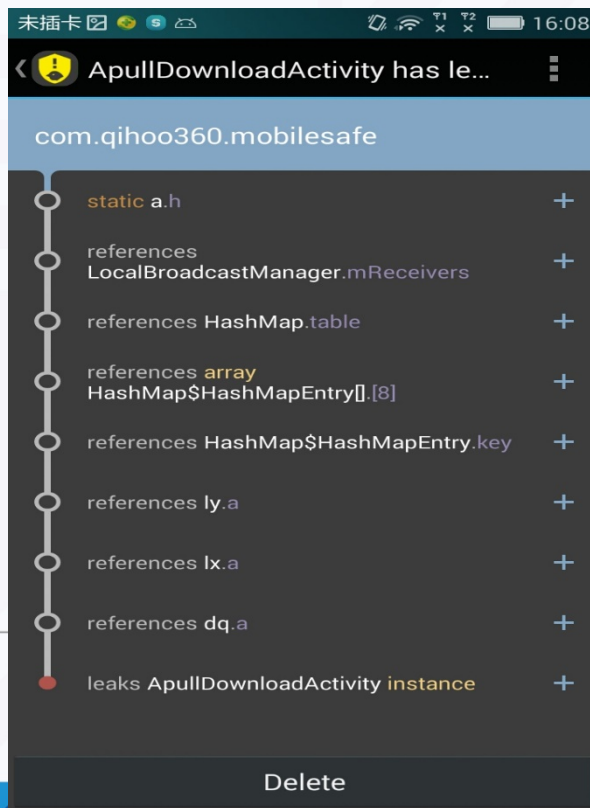 未插卡 16:08
ApullDownloadActivity has le...
com.qihoo360.mobilesafe
static a.h
references
LocalBroadcastManager.mReceivers
references HashMap.table
references array
HashMap$HashMapEntry[].[8]
references HashMap$HashMapEntry.key
references ly.a
references lx.a
references dq.a
leaks ApullDownloadActivity instance
Delete